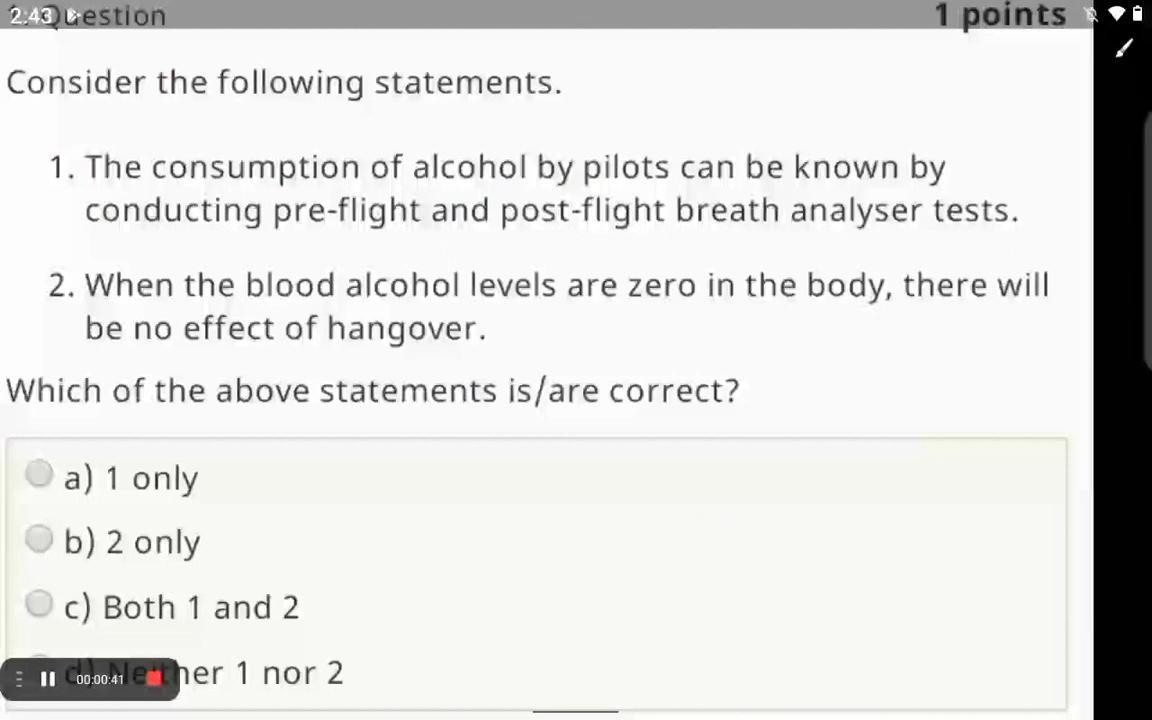 2:43 Question 1 points
Consider the following statements.
1. The consumption of alcohol by pilots can be known by
conducting pre-flight and post-flight breath analyser tests.
2. When the blood alcohol levels are zero in the body, there will
be no effect of hangover.
Which of the above statements is/are correct?
a) 1 only
b) 2 only
c) Both 1 and 2
d) Neither 1 nor 2
00:00:41